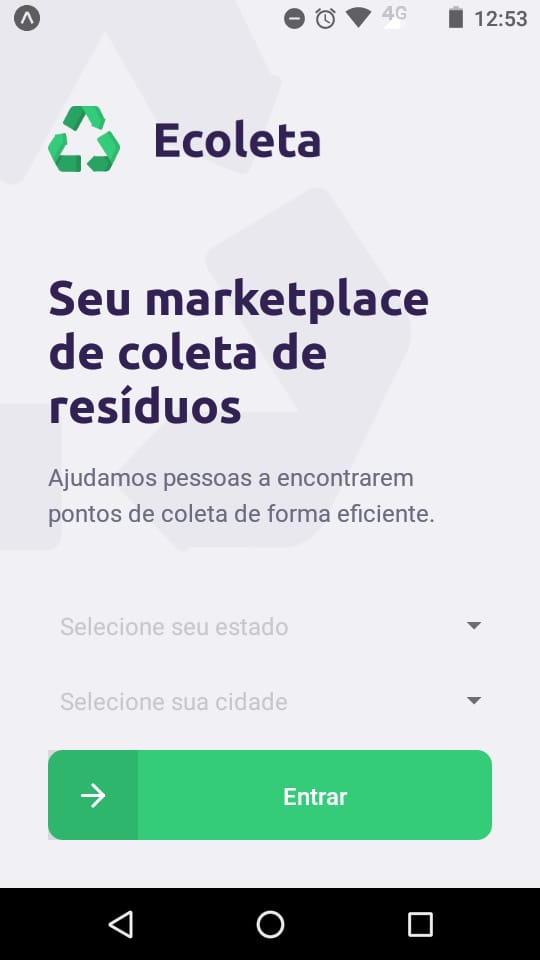 4G
12:53
Ecoleta
Seu marketplace
de coleta de
resíduos
Ajudamos pessoas a encontrarem
pontos de coleta de forma eficiente.
Selecione seu estado
Selecione sua cidade
Entrar